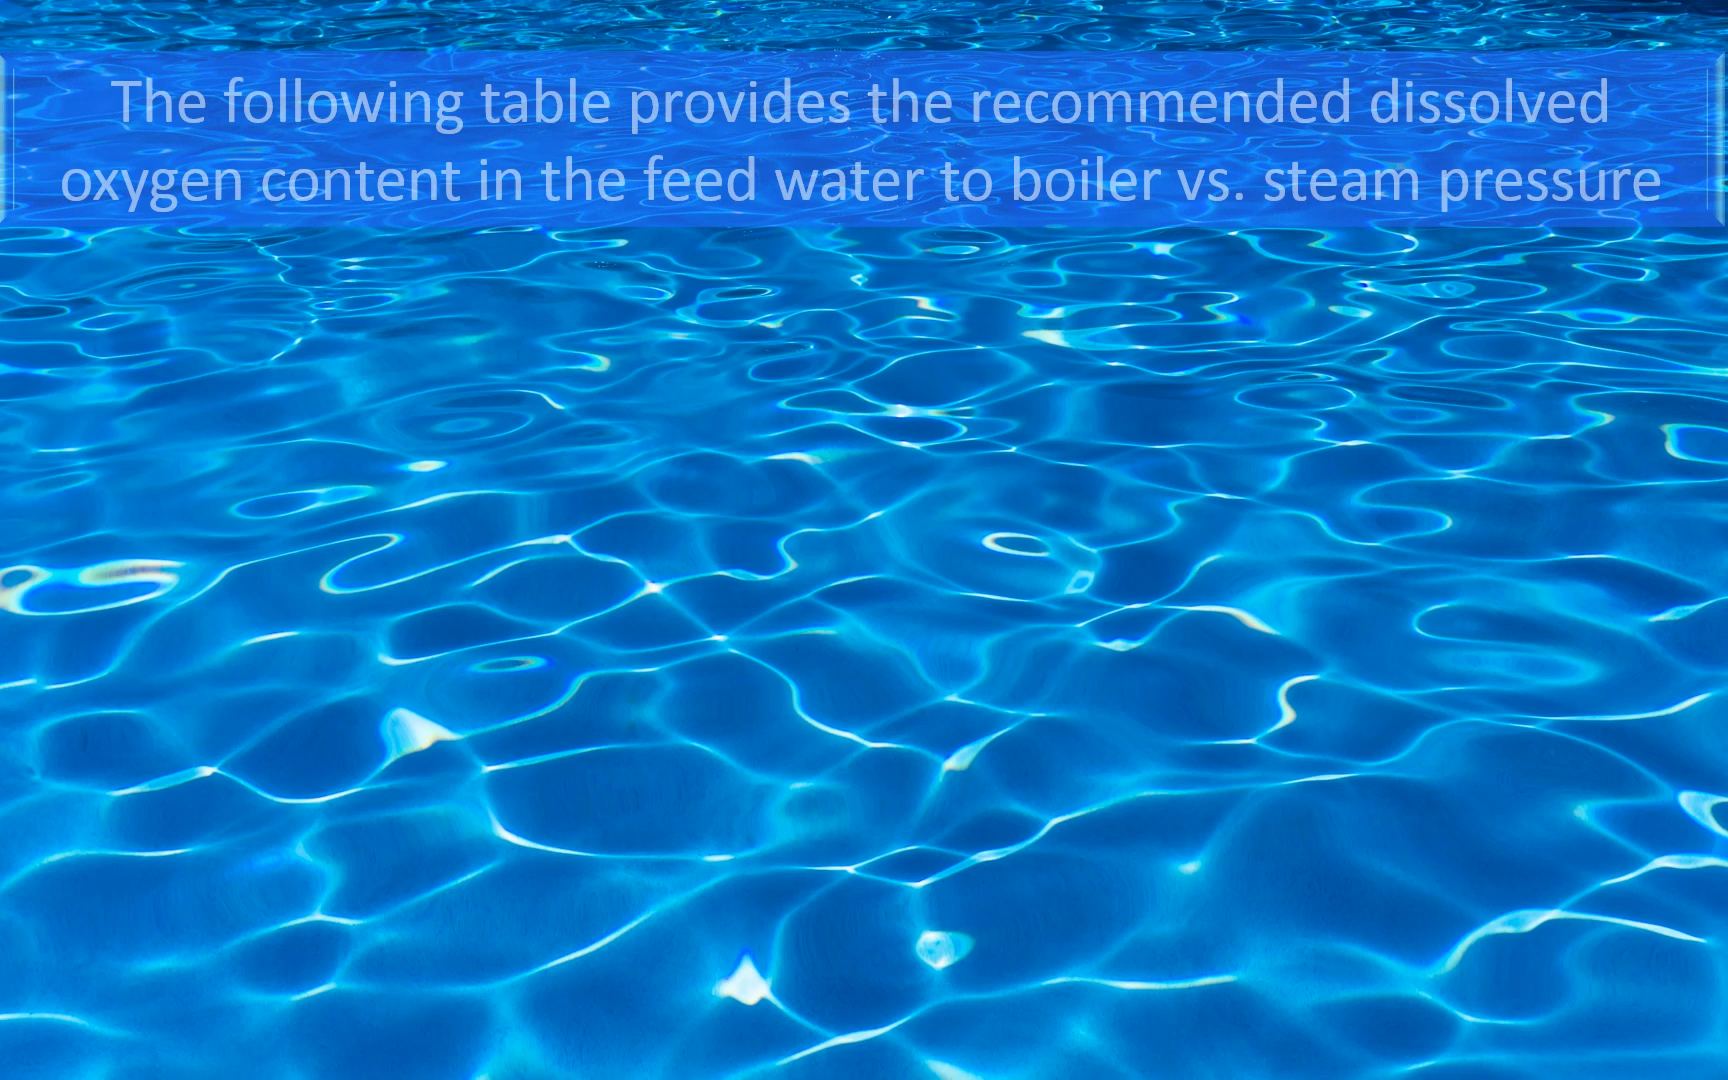 The following table provides the recommended dissolved
oxygen content in the feed water to boiler vs. steam pressure